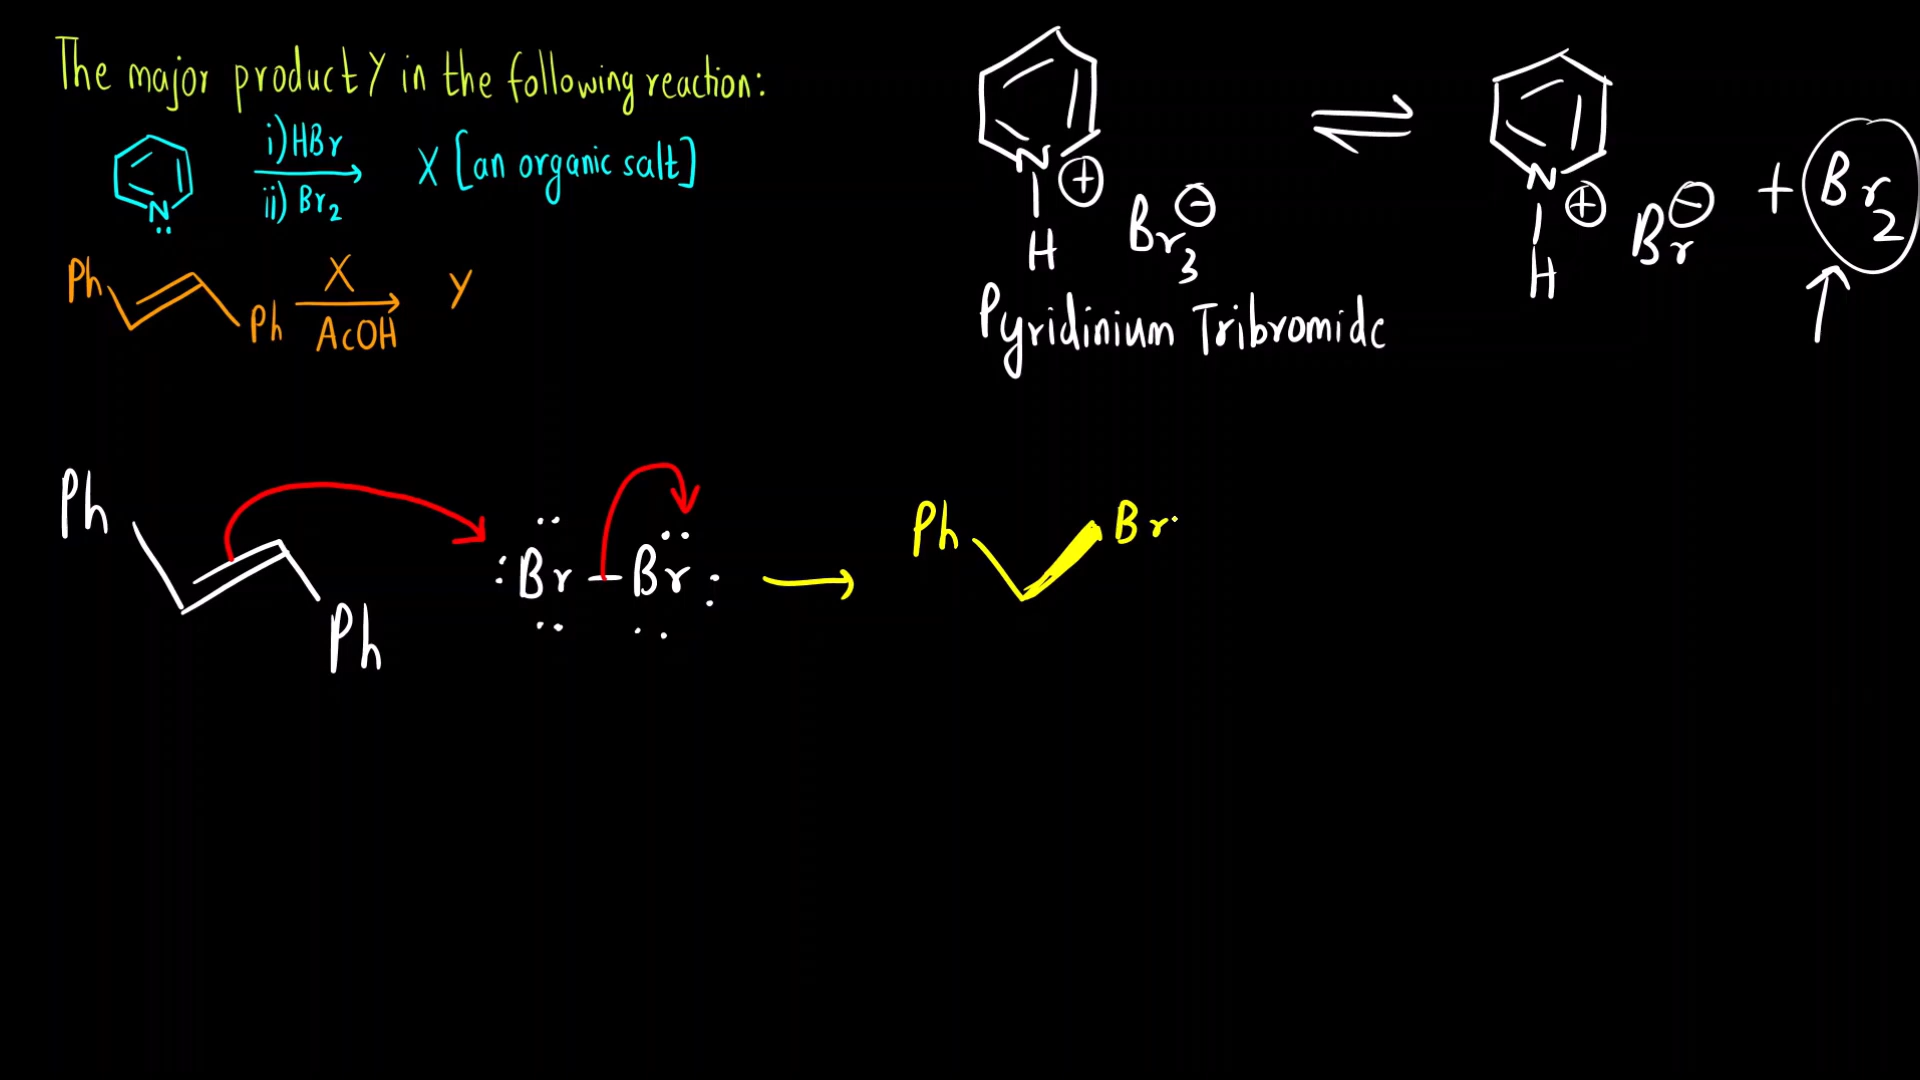 The major product Y in the following reaction:
i) HBr
ii) Br2
N
X [an organic salt]
Ph
Ph
X
AcOH
Y
N
⊕
H
Br3 ⊖
Pyridinium Tribromide
⇌
N
⊕
H
Br ⊖
+ Br2
Ph
Ph
:Br – Br:
Ph
Br